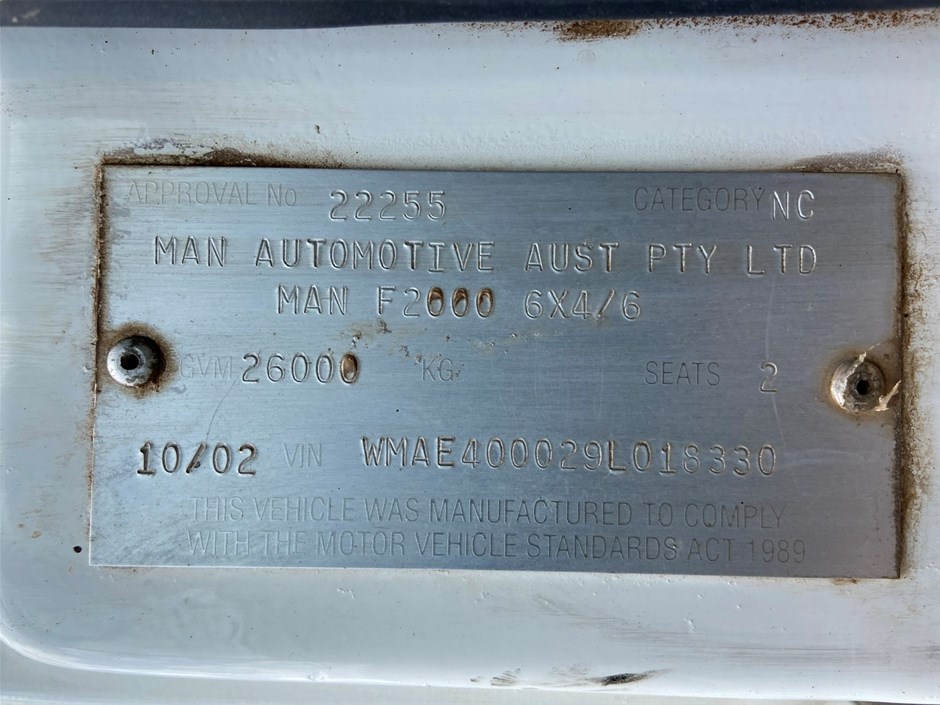 APPROVAL No 22255 CATEGORY NC
MAN AUTOMOTIVE AUST PTY LTD
MAN F2000 6X4/6
GVM 26000 KG SEATS 2
10/02 VIN WMAE400029L018330
THIS VEHICLE WAS MANUFACTURED TO COMPLY
WITH THE MOTOR VEHICLE STANDARDS ACT 1989